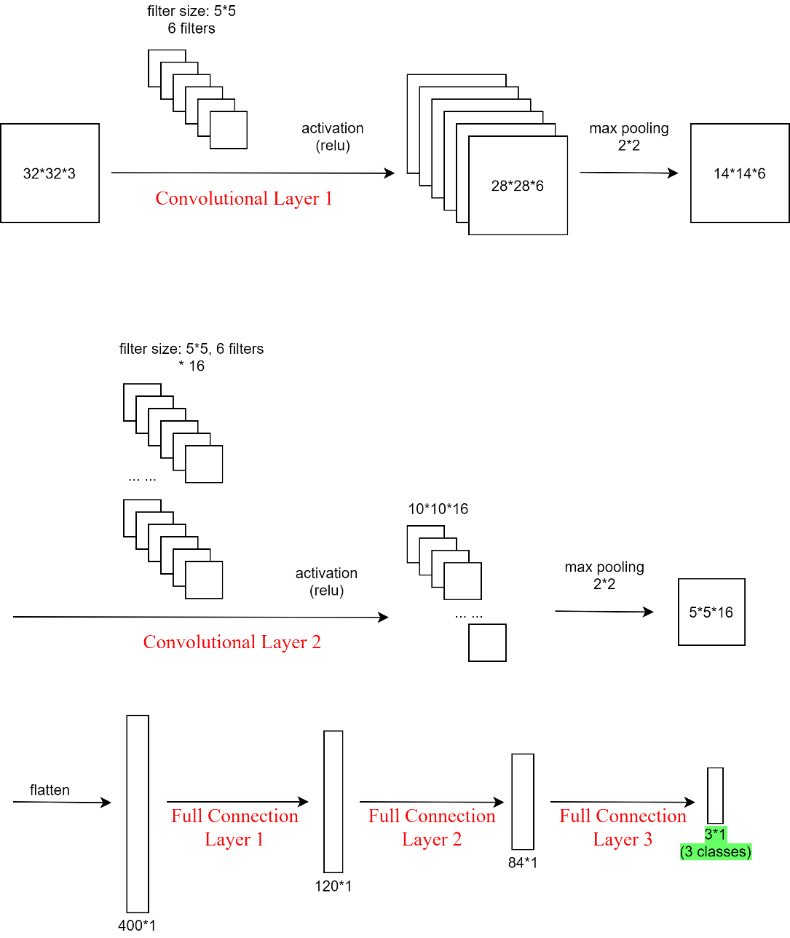 filter size: 5*5
6 filters
activation
(relu)
max pooling
2*2
32*32*3
28*28*6
14*14*6
Convolutional Layer 1
filter size: 5*5, 6 filters
* 16
... ...
10*10*16
activation
(relu)
max pooling
2*2
... ...
5*5*16
Convolutional Layer 2
flatten
Full Connection
Layer 1
Full Connection
Layer 2
Full Connection
Layer 3
400*1
120*1
84*1
3*1
(3 classes)